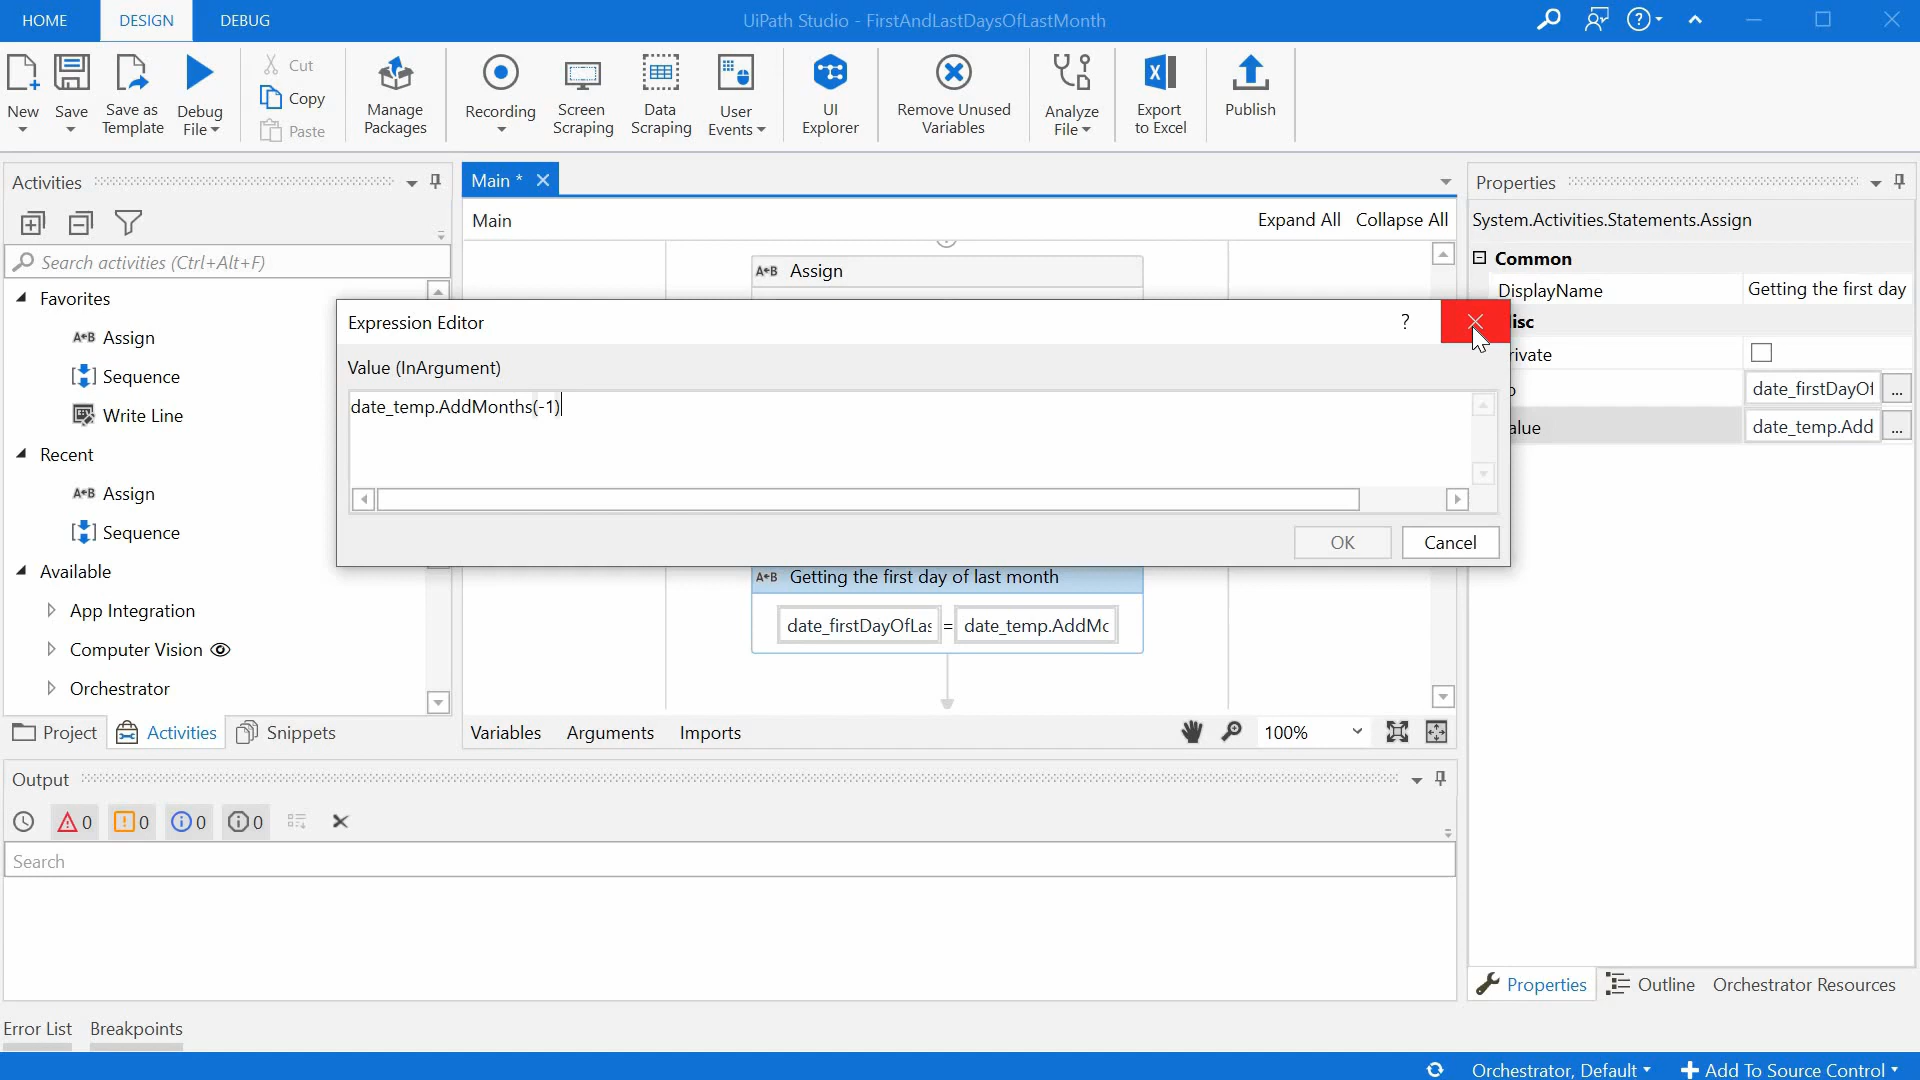 HOME DESIGN DEBUG UiPath Studio - FirstAndLastDaysOfLastMonth
New
Save
Save as
Template
Debug
File
Cut
Copy
Paste
Manage
Packages
Recording
Screen
Scraping
Data
Scraping
User
Events
UI
Explorer
Remove Unused
Variables
Analyze
File
Export
to Excel
Publish
Activities
Search activities (Ctrl+Alt+F)
Favorites
Assign
Sequence
Write Line
Recent
Assign
Sequence
Available
App Integration
Computer Vision
Orchestrator
Project Activities Snippets
Main *
Main Expand All Collapse All
A+B Assign
Expression Editor ?
Value (InArgument)
date_temp.AddMonths(-1)
OK Cancel
A+B Getting the first day of last month
date_firstDayOfLas = date_temp.AddMo
Variables Arguments Imports 100%
Properties
System.Activities.Statements.Assign
Common
DisplayName Getting the first day
isc
rivate
o date_firstDayOf ...
alue date_temp.Add ...
Properties Outline Orchestrator Resources
Output
0 0 0 0
Search
Error List Breakpoints
Orchestrator, Default Add To Source Control